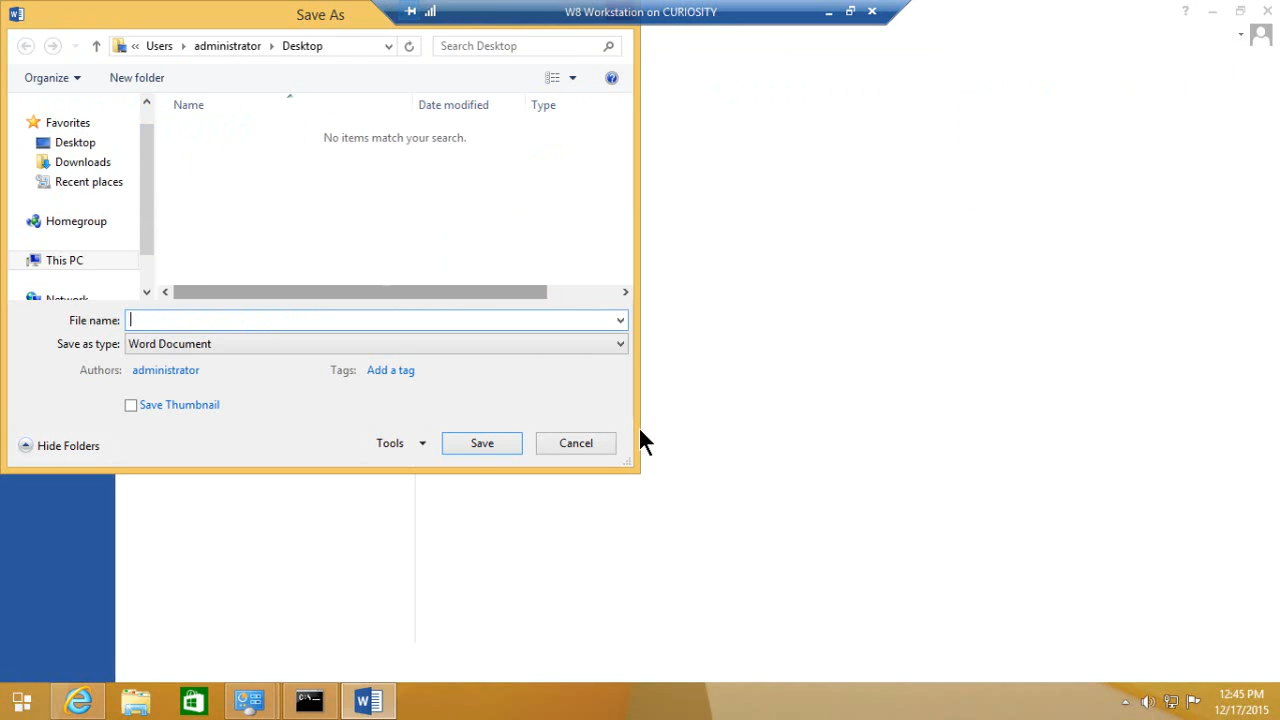 Save As
W8 Workstation on CURIOSITY
Users administrator Desktop
Search Desktop
Organize
New folder
Name
Date modified
Type
No items match your search.
Favorites
Desktop
Downloads
Recent places
Homegroup
This PC
Network
File name:
Save as type: Word Document
Authors: administrator
Tags: Add a tag
Save Thumbnail
Hide Folders
Tools
Save
Cancel
12:45 PM
12/17/2015